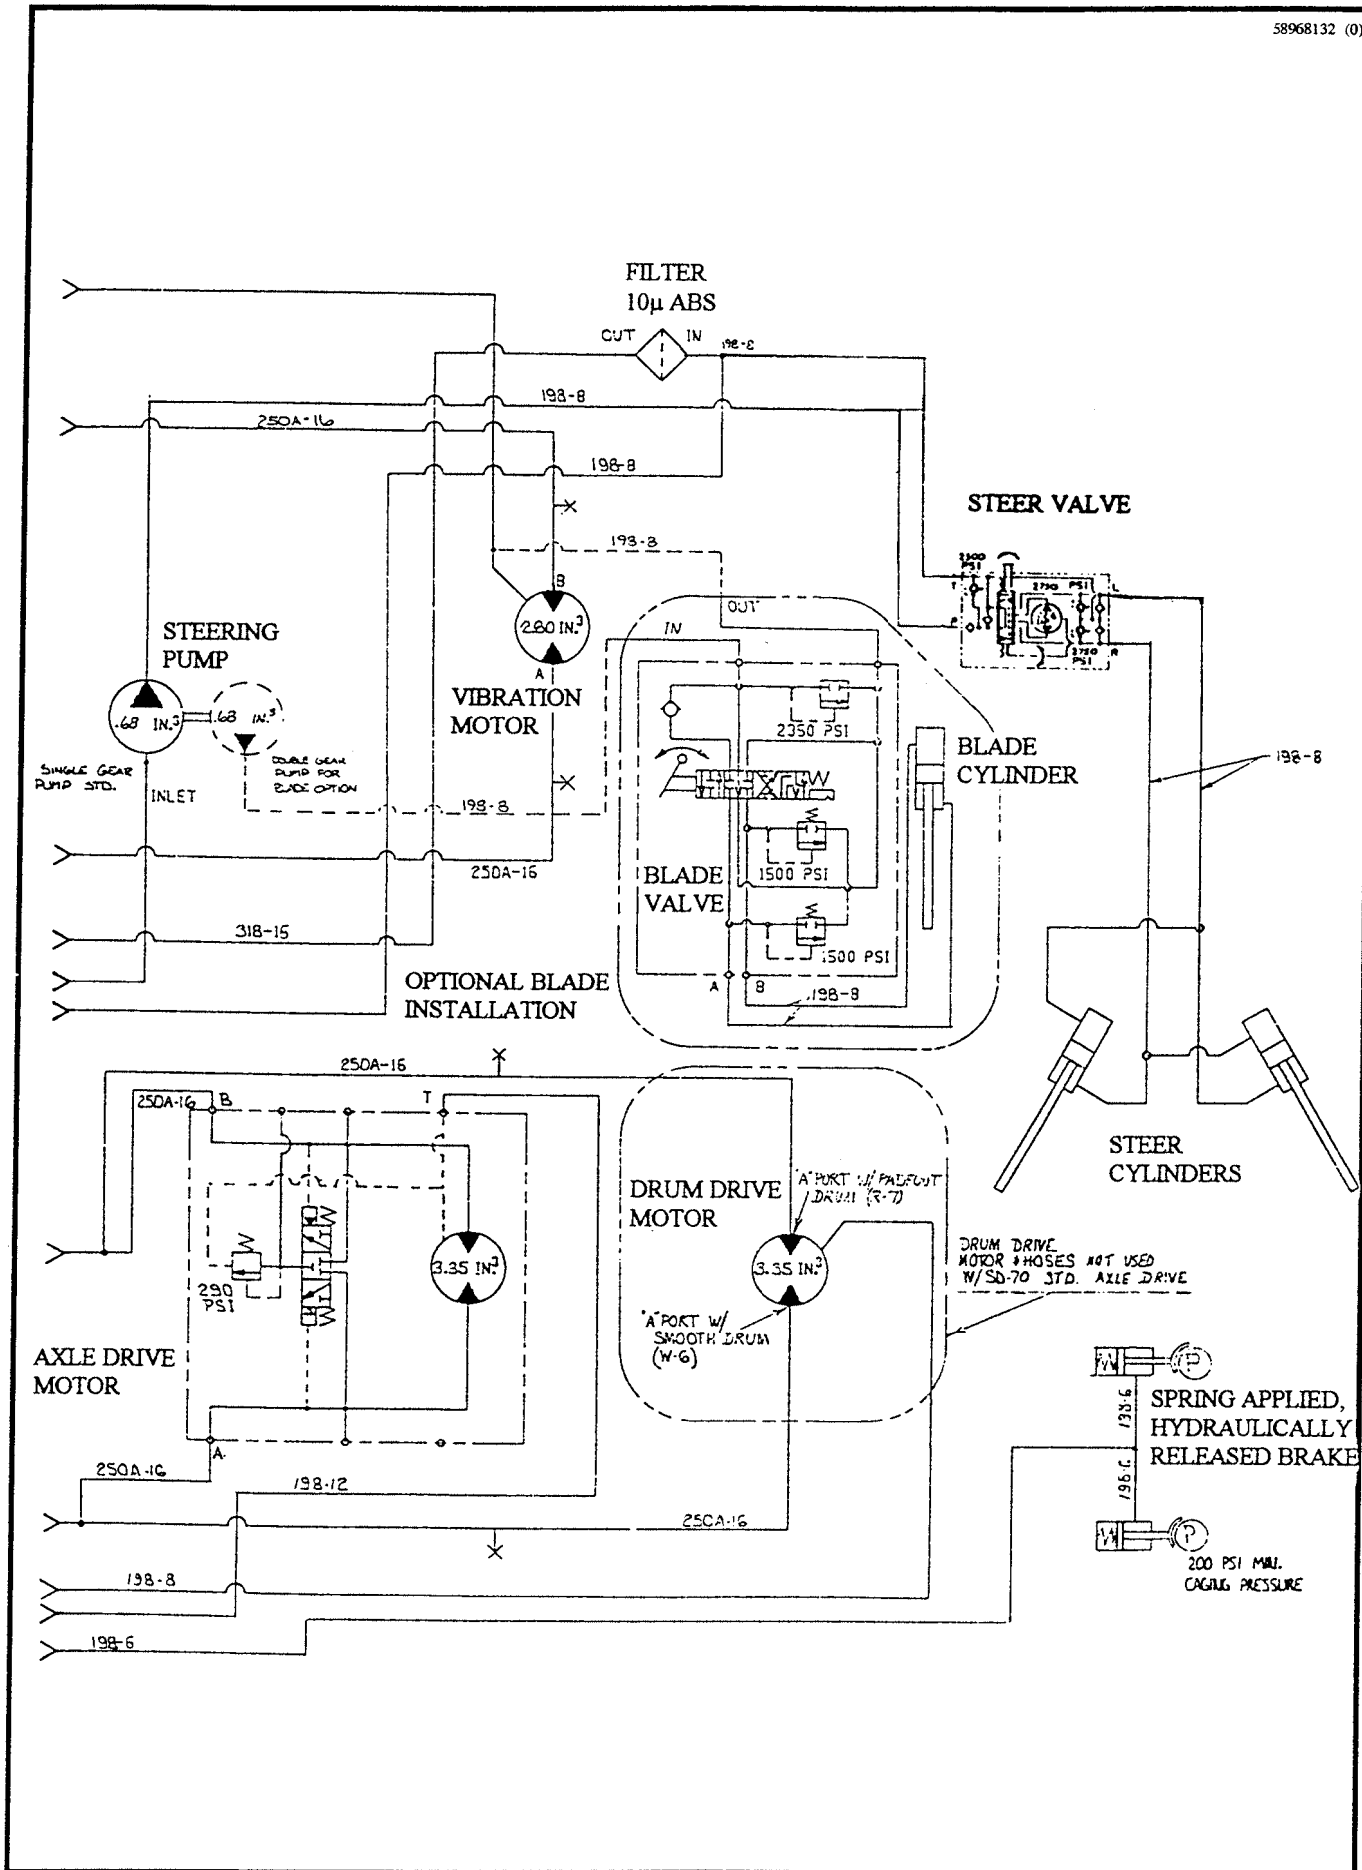 58968132 (0)
FILTER
10µ ABS
OUT
IN
198-8
250A-16
198-8
STEER VALVE
198-8
2500
PSI
T
P
2750
PSI
L
2750
PSI
R
B
2.80 IN.³
A
VIBRATION
MOTOR
STEERING
PUMP
.68 IN.³
.68 IN.³
SINGLE GEAR
PUMP STD.
INLET
DOUBLE GEAR
PUMP FOR
BLADE OPTION
198-8
OUT
IN
2350 PSI
BLADE
CYLINDER
198-8
1500 PSI
BLADE
VALVE
1500 PSI
250A-16
318-15
OPTIONAL BLADE
INSTALLATION
A
B
198-8
250A-16
250A-16
B
T
STEER
CYLINDERS
DRUM DRIVE
MOTOR
"A" PORT W/ PADFOOT
DRUM (R-7)
3.35 IN.³
3.35 IN.³
290
PSI
DRUM DRIVE
MOTOR & HOSES NOT USED
W/SD-70 STD. AXLE DRIVE
"A" PORT W/
SMOOTH DRUM
(W-6)
AXLE DRIVE
MOTOR
A
P
198-6
SPRING APPLIED,
HYDRAULICALLY
RELEASED BRAKE
198-6
250A-16
198-12
250A-16
P
200 PSI MIN.
CAGING PRESSURE
198-8
198-6